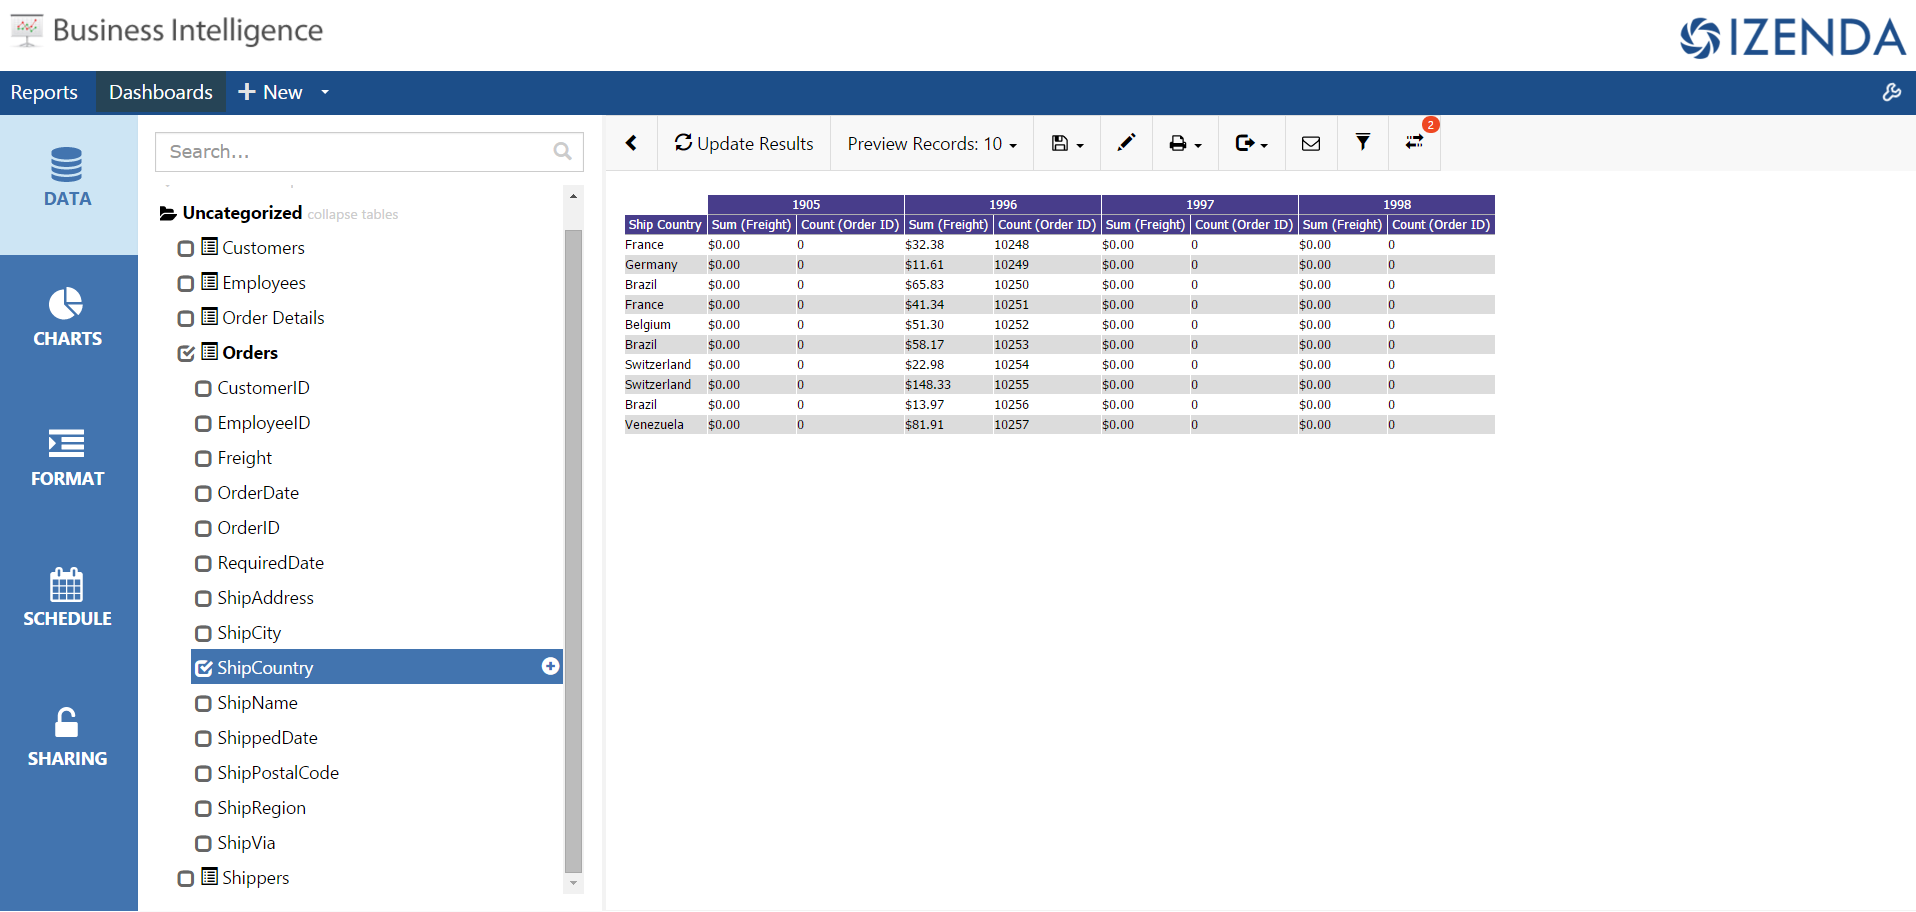 Business Intelligence
IZENDA
Reports Dashboards New
DATA
CHARTS
FORMAT
SCHEDULE
SHARING
Search...
Uncategorized collapse tables
Customers
Employees
Order Details
Orders
CustomerID
EmployeeID
Freight
OrderDate
OrderID
RequiredDate
ShipAddress
ShipCity
ShipCountry
ShipName
ShippedDate
ShipPostalCode
ShipRegion
ShipVia
Shippers
Update Results Preview Records: 10 2
1905 1996 1997 1998
Ship Country Sum (Freight) Count (Order ID) Sum (Freight) Count (Order ID) Sum (Freight) Count (Order ID) Sum (Freight) Count (Order ID)
France $0.00 0 $32.38 10248 $0.00 0 $0.00 0
Germany $0.00 0 $11.61 10249 $0.00 0 $0.00 0
Brazil $0.00 0 $65.83 10250 $0.00 0 $0.00 0
France $0.00 0 $41.34 10251 $0.00 0 $0.00 0
Belgium $0.00 0 $51.30 10252 $0.00 0 $0.00 0
Brazil $0.00 0 $58.17 10253 $0.00 0 $0.00 0
Switzerland $0.00 0 $22.98 10254 $0.00 0 $0.00 0
Switzerland $0.00 0 $148.33 10255 $0.00 0 $0.00 0
Brazil $0.00 0 $13.97 10256 $0.00 0 $0.00 0
Venezuela $0.00 0 $81.91 10257 $0.00 0 $0.00 0